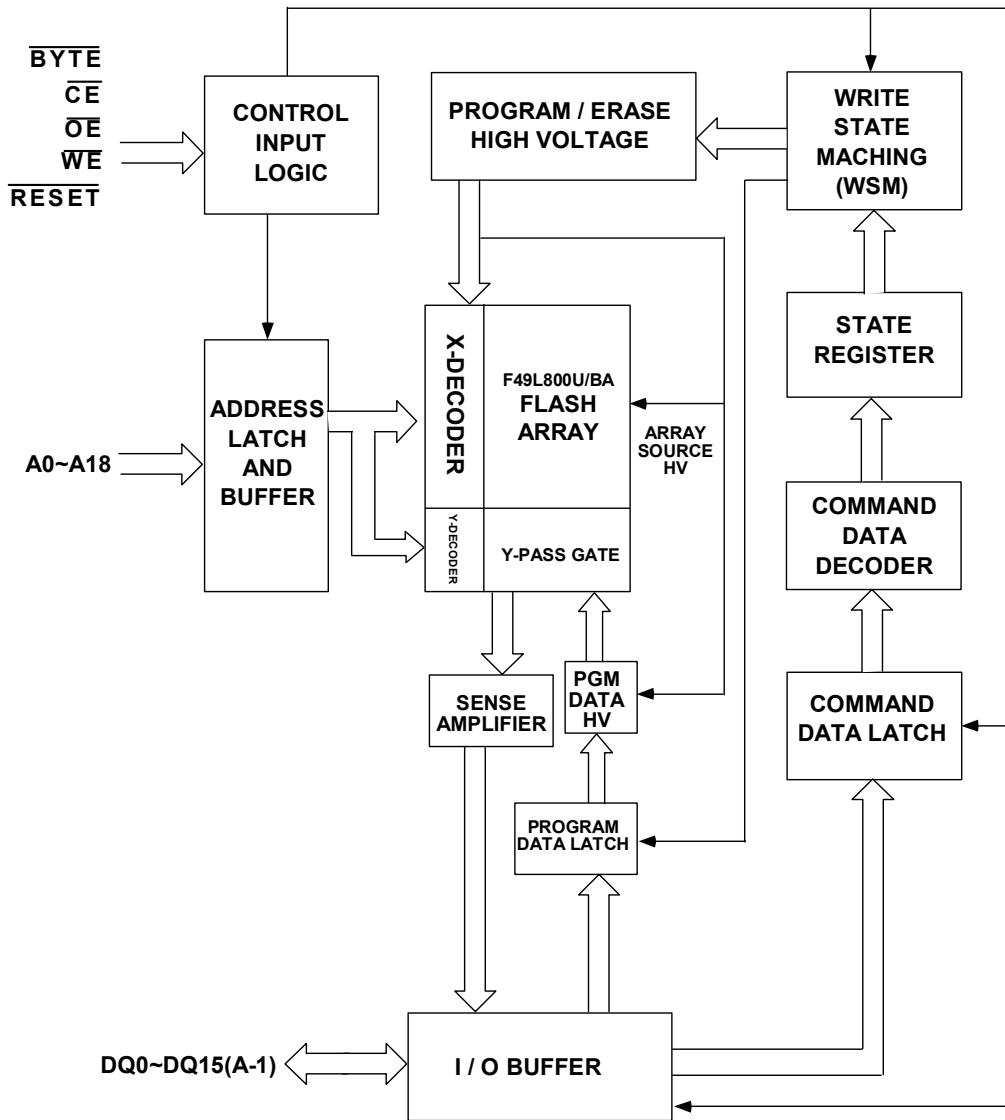 BYTE
CE
OE
WE
RESET
CONTROL
INPUT
LOGIC
PROGRAM / ERASE
HIGH VOLTAGE
WRITE
STATE
MACHING
(WSM)
STATE
REGISTER
ADDRESS
LATCH
AND
BUFFER
A0~A18
X-DECODER
F49L800U/BA
FLASH
ARRAY
ARRAY
SOURCE
HV
Y-DECODER
Y-PASS GATE
COMMAND
DATA
DECODER
SENSE
AMPLIFIER
PGM
DATA
HV
COMMAND
DATA LATCH
PROGRAM
DATA LATCH
DQ0~DQ15(A-1)
I / O BUFFER